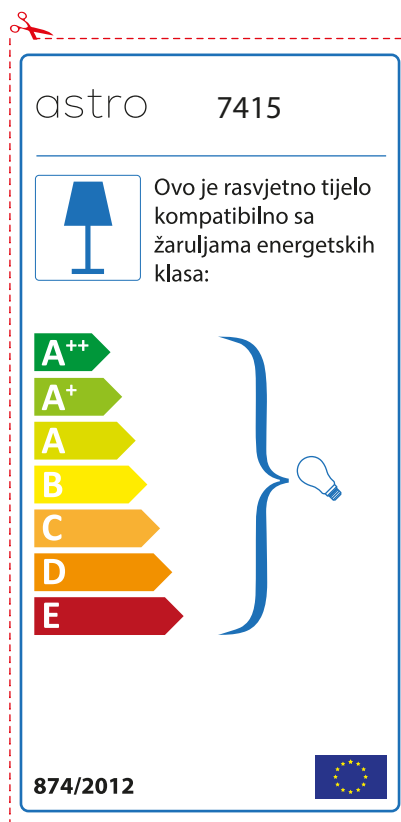 astro 7415
Ovo je rasvjetno tijelo
kompatibilno sa
žaruljama energetskih
klasa:
A++
A+
A
B
C
D
E
874/2012